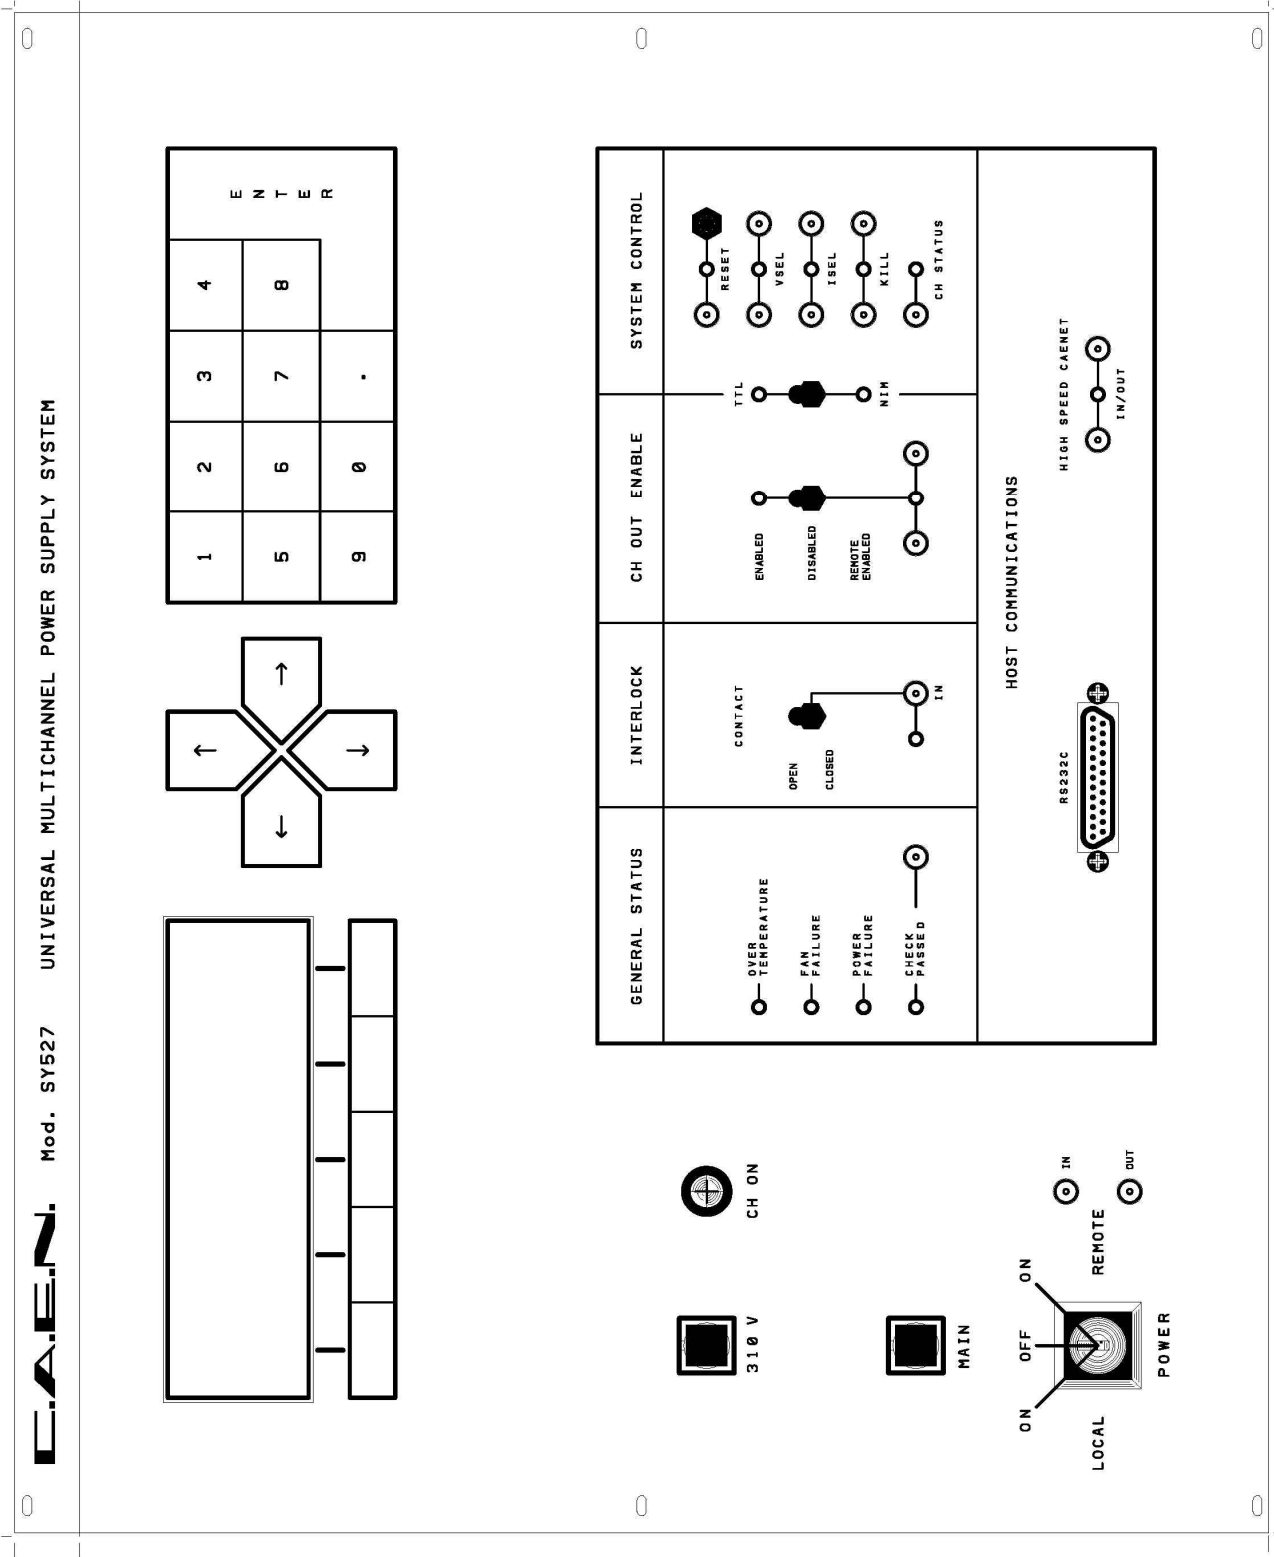 C.A.E.N. Mod. SY527 UNIVERSAL MULTICHANNEL POWER SUPPLY SYSTEM
1 2 3 4
5 6 7 8
9 0 .
ENTER
← ↑ → ↓
GENERAL STATUS
OVER
TEMPERATURE
FAN
FAILURE
POWER
FAILURE
CHECK
PASSED
INTERLOCK
CONTACT
OPEN
CLOSED
IN
CH OUT ENABLE
ENABLED
DISABLED
REMOTE
ENABLED
SYSTEM CONTROL
TTL
NIM
RESET
VSEL
ISEL
KILL
CH STATUS
HOST COMMUNICATIONS
RS232C
HIGH SPEED CAENET
IN/OUT
310 V
CH ON
MAIN
ON OFF ON
LOCAL REMOTE
POWER
IN
OUT